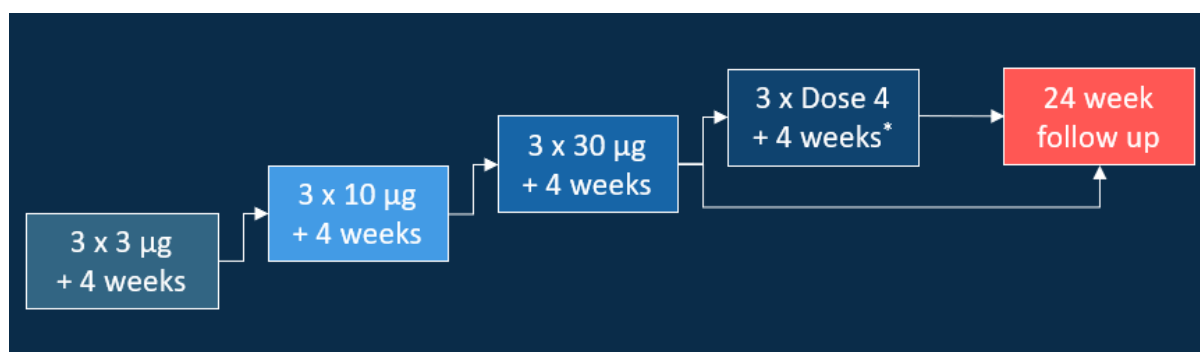 3 x 3 µg
+ 4 weeks
3 x 10 µg
+ 4 weeks
3 x 30 µg
+ 4 weeks
3 x Dose 4
+ 4 weeks*
24 week
follow up